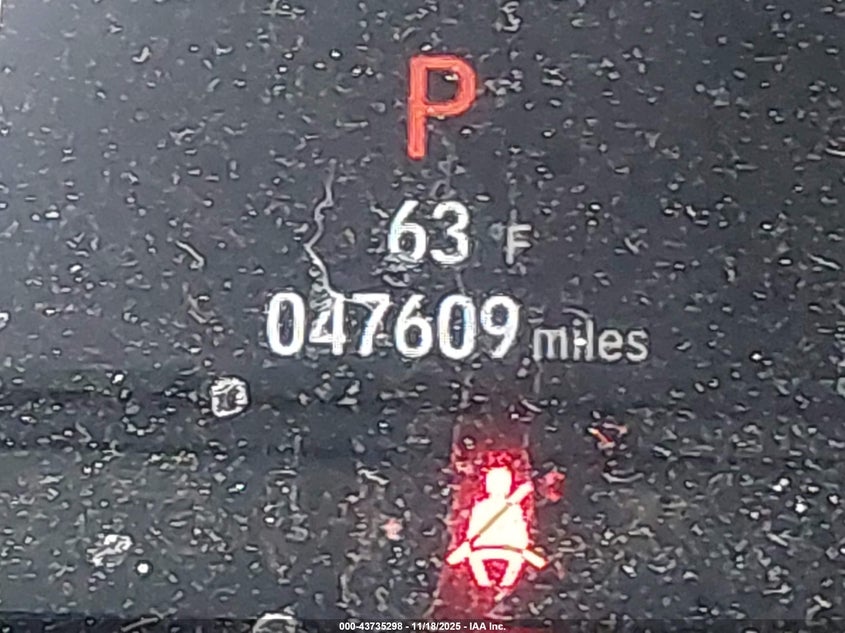 P
63 F
047609 miles
000-43735298 - 11/18/2025 - IAA Inc.